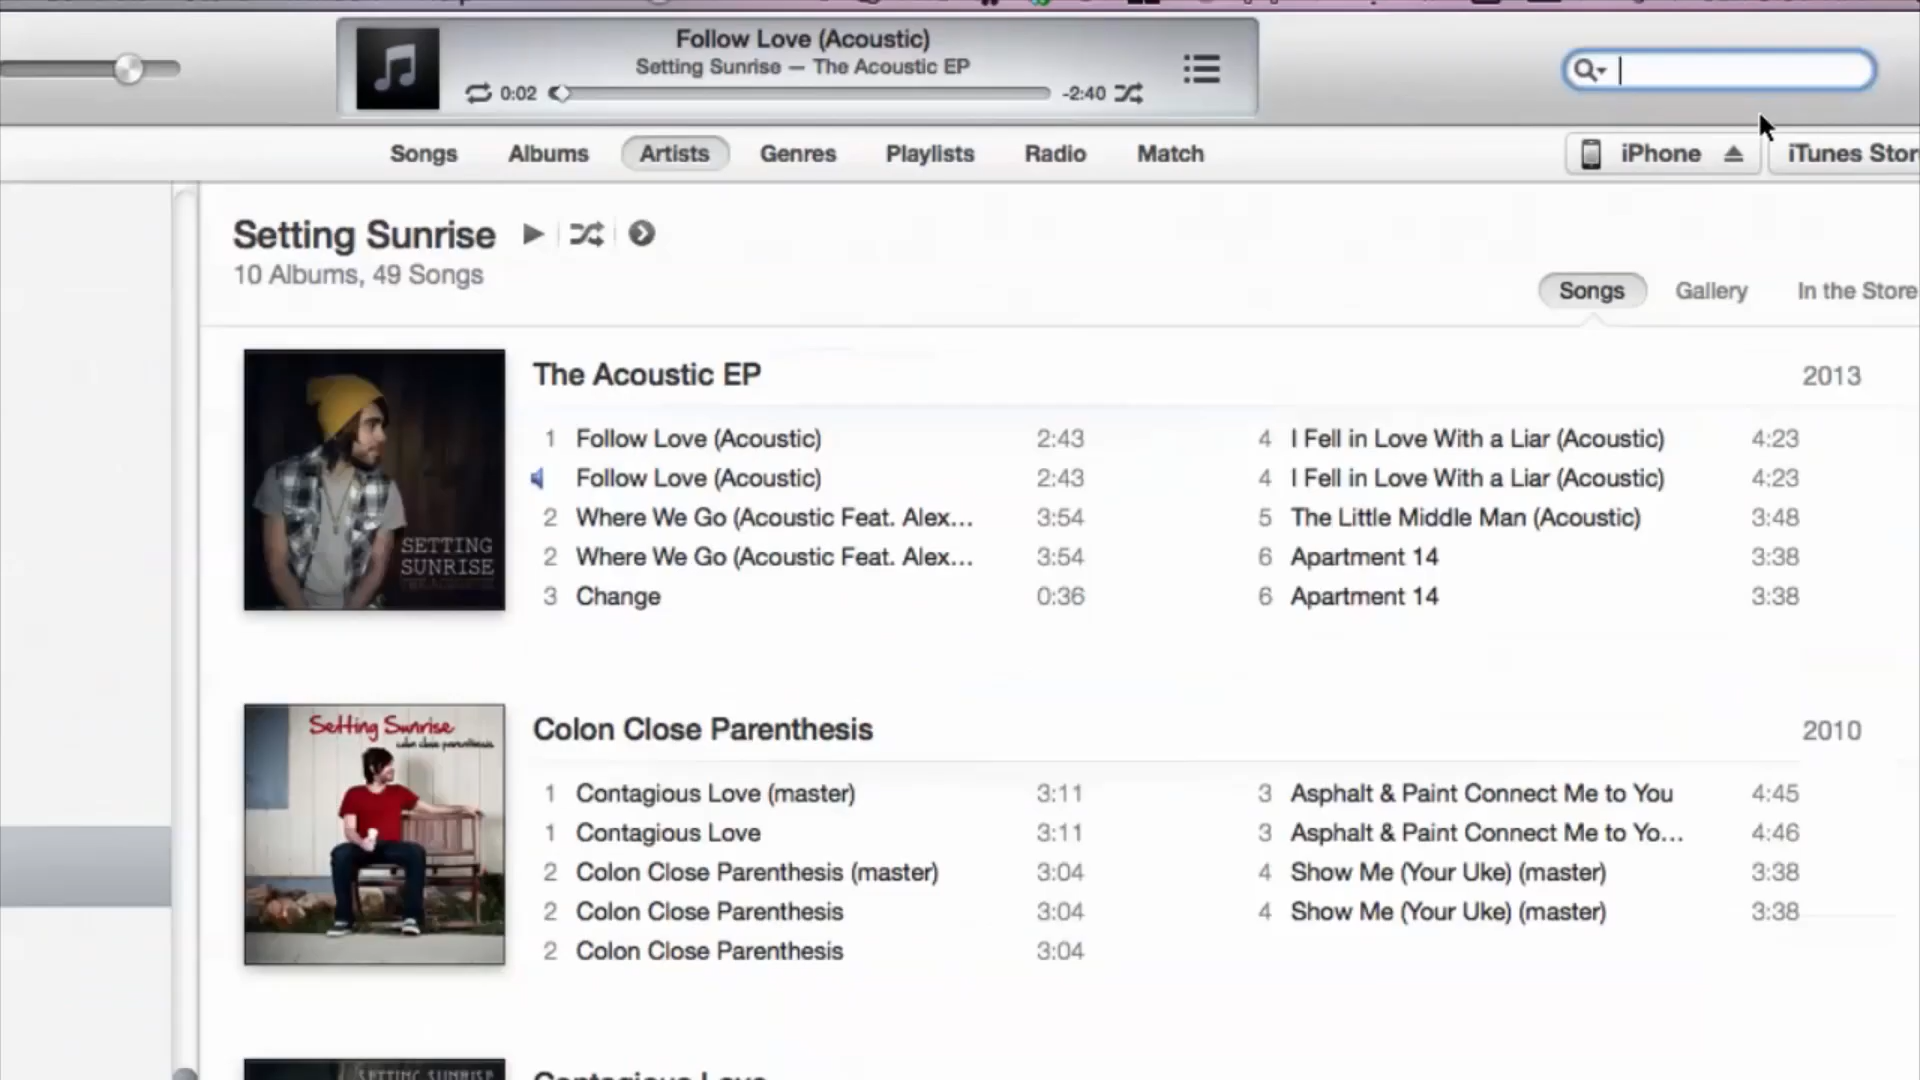 Follow Love (Acoustic)
Setting Sunrise — The Acoustic EP
0:02 -2:40
Songs Albums Artists Genres Playlists Radio Match iPhone iTunes Stor
Setting Sunrise
10 Albums, 49 Songs
Songs Gallery In the Store
The Acoustic EP 2013
1 Follow Love (Acoustic) 2:43 4 I Fell in Love With a Liar (Acoustic) 4:23
Follow Love (Acoustic) 2:43 4 I Fell in Love With a Liar (Acoustic) 4:23
2 Where We Go (Acoustic Feat. Alex... 3:54 5 The Little Middle Man (Acoustic) 3:48
2 Where We Go (Acoustic Feat. Alex... 3:54 6 Apartment 14 3:38
3 Change 0:36 6 Apartment 14 3:38
SETTING
SUNRISE
Colon Close Parenthesis 2010
Setting Sunrise
colon close parenthesis
1 Contagious Love (master) 3:11 3 Asphalt & Paint Connect Me to You 4:45
1 Contagious Love 3:11 3 Asphalt & Paint Connect Me to Yo... 4:46
2 Colon Close Parenthesis (master) 3:04 4 Show Me (Your Uke) (master) 3:38
2 Colon Close Parenthesis 3:04 4 Show Me (Your Uke) (master) 3:38
2 Colon Close Parenthesis 3:04
SETTING SUNRISE
Contagious Love